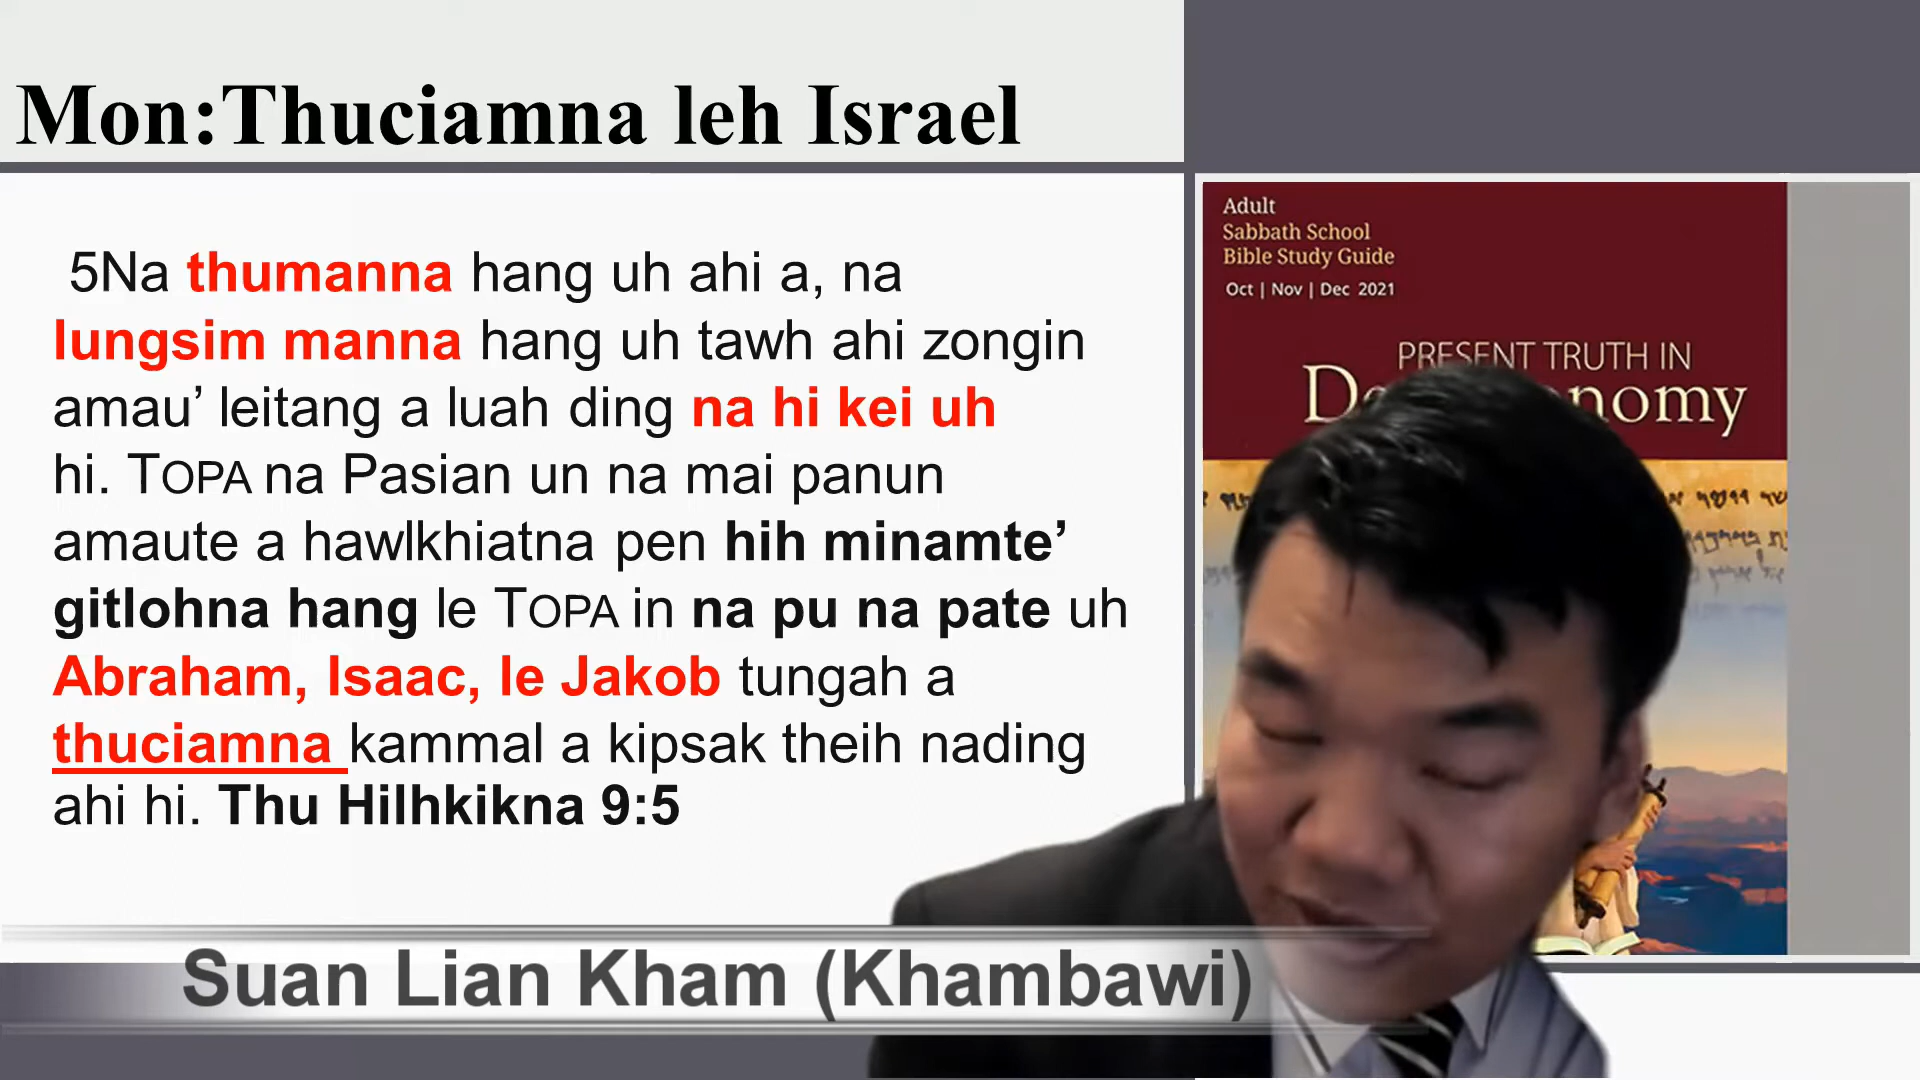 Mon:Thuciamna leh Israel
5Na thumanna hang uh ahi a, na
lungsim manna hang uh tawh ahi zongin
amau’ leitang a luah ding na hi kei uh
hi. TOPA na Pasian un na mai panun
amaute a hawlkhiatna pen hih minamte’
gitlohna hang le TOPA in na pu na pate uh
Abraham, Isaac, le Jakob tungah a
thuciamna kammal a kipsak theih nading
ahi hi. Thu Hilhkikna 9:5
Adult
Sabbath School
Bible Study Guide
Oct | Nov | Dec 2021
PRESENT TRUTH IN
Suan Lian Kham (Khambawi)